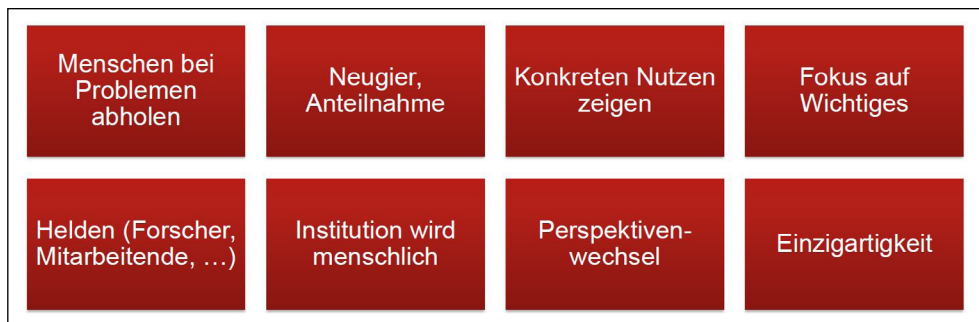 Menschen bei
Problemen
abholen
Neugier,
Anteilnahme
Konkreten Nutzen
zeigen
Fokus auf
Wichtiges
Helden (Forscher,
Mitarbeitende, …)
Institution wird
menschlich
Perspektiven-
wechsel
Einzigartigkeit